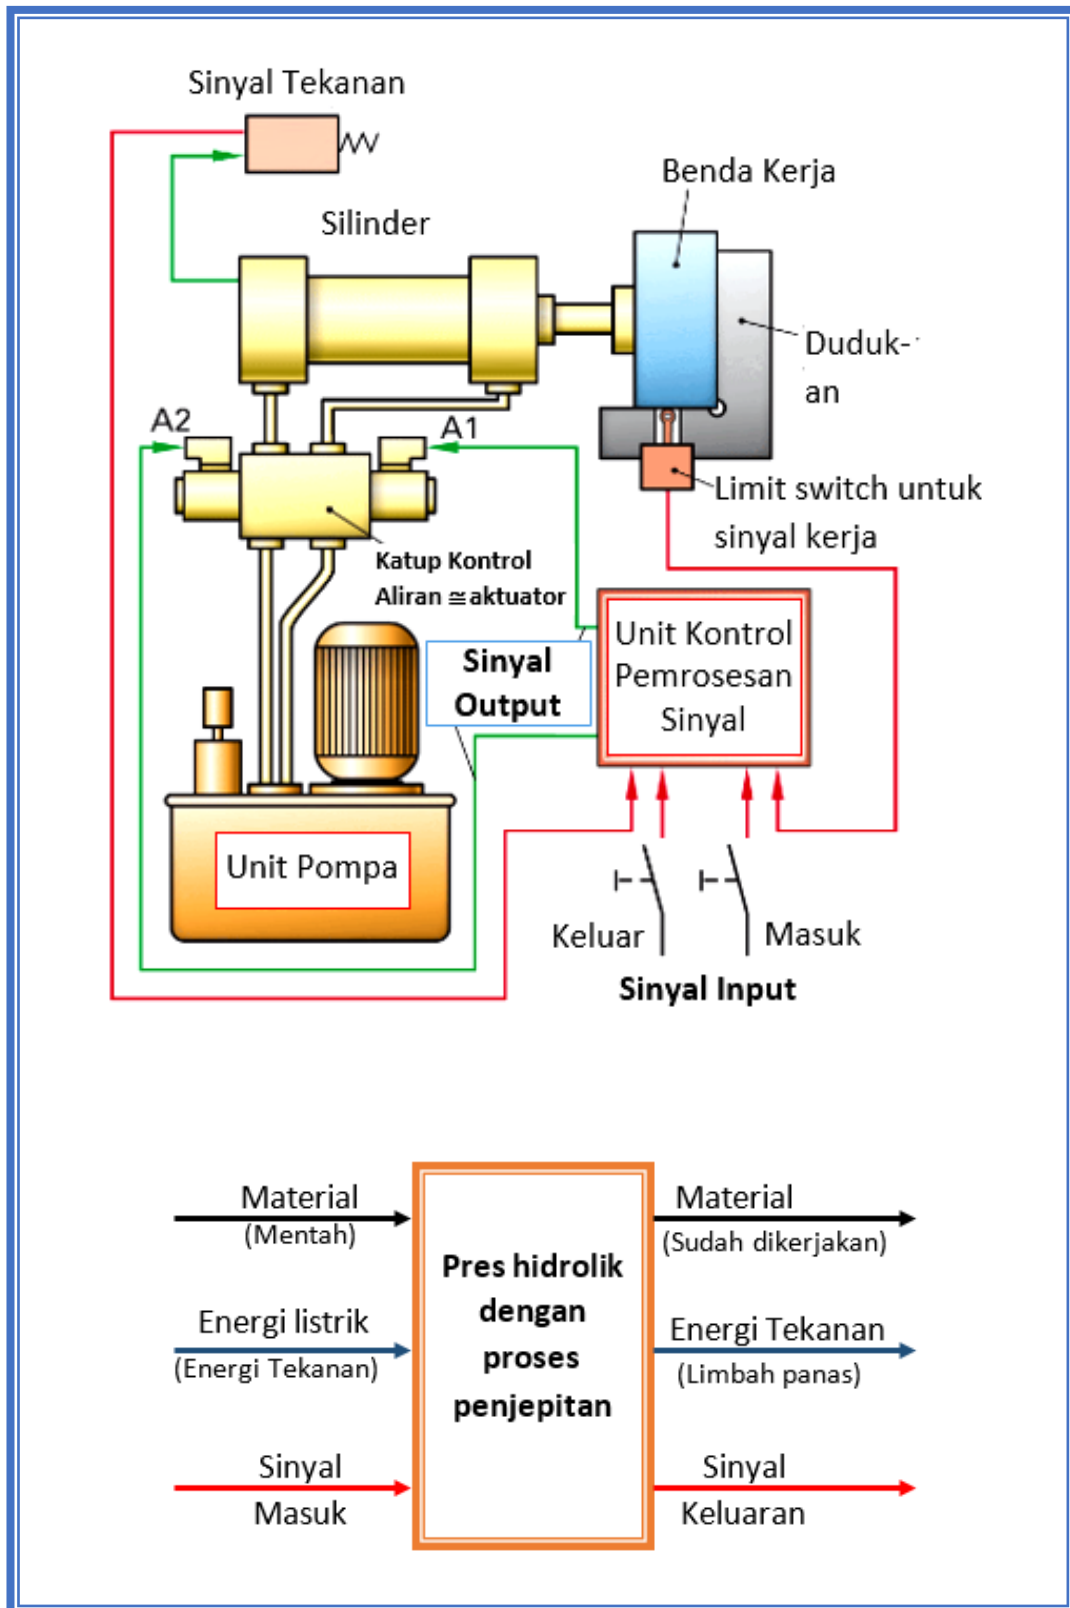 Sinyal Tekanan
Benda Kerja
Silinder
Duduk-
an
A2
A1
Limit switch untuk
sinyal kerja
Katup Kontrol
Aliran ≅ aktuator
Unit Kontrol
Pemrosesan
Sinyal
Sinyal
Output
Unit Pompa
Keluar
Masuk
Sinyal Input
Material
(Mentah)
Material
(Sudah dikerjakan)
Pres hidrolik
dengan
proses
penjepitan
Energi listrik
(Energi Tekanan)
Energi Tekanan
(Limbah panas)
Sinyal
Masuk
Sinyal
Keluaran